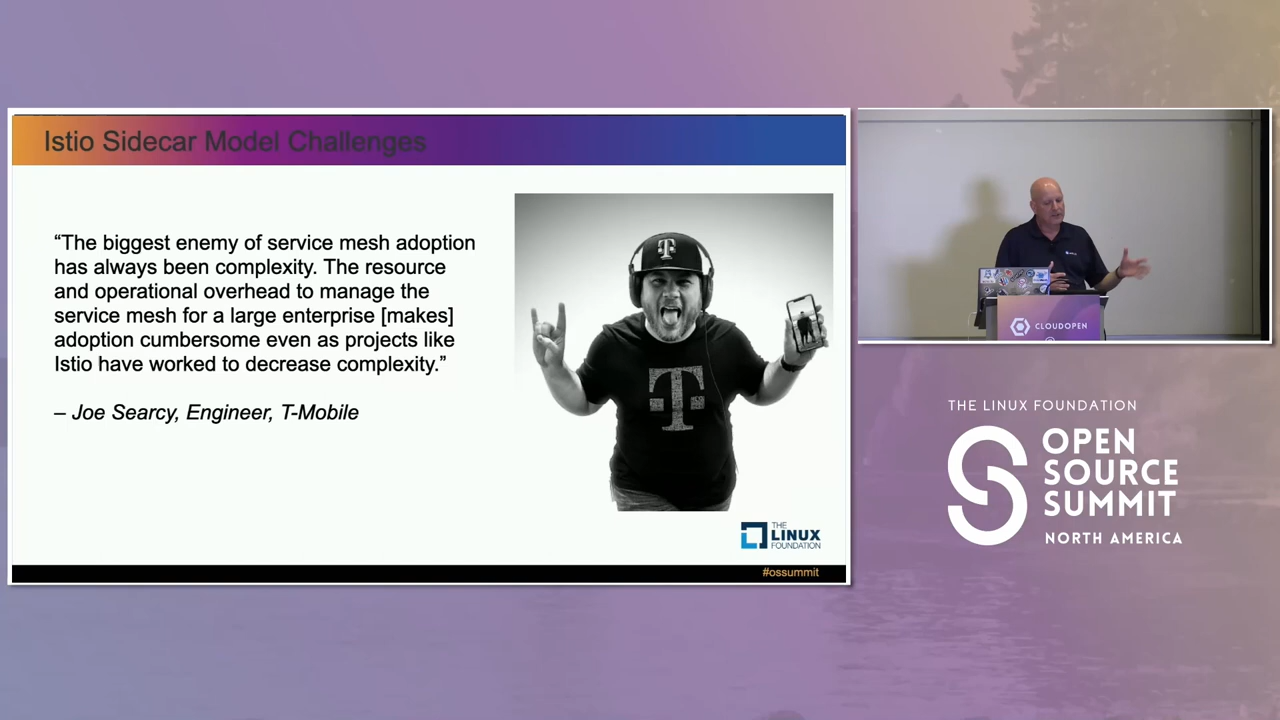 Istio Sidecar Model Challenges
“The biggest enemy of service mesh adoption
has always been complexity. The resource
and operational overhead to manage the
service mesh for a large enterprise [makes]
adoption cumbersome even as projects like
Istio have worked to decrease complexity.”
– Joe Searcy, Engineer, T-Mobile
T
T
THE
LINUX
FOUNDATION
#ossummit
CLOUDOPEN
THE LINUX FOUNDATION
OPEN
SOURCE
SUMMIT
NORTH AMERICA